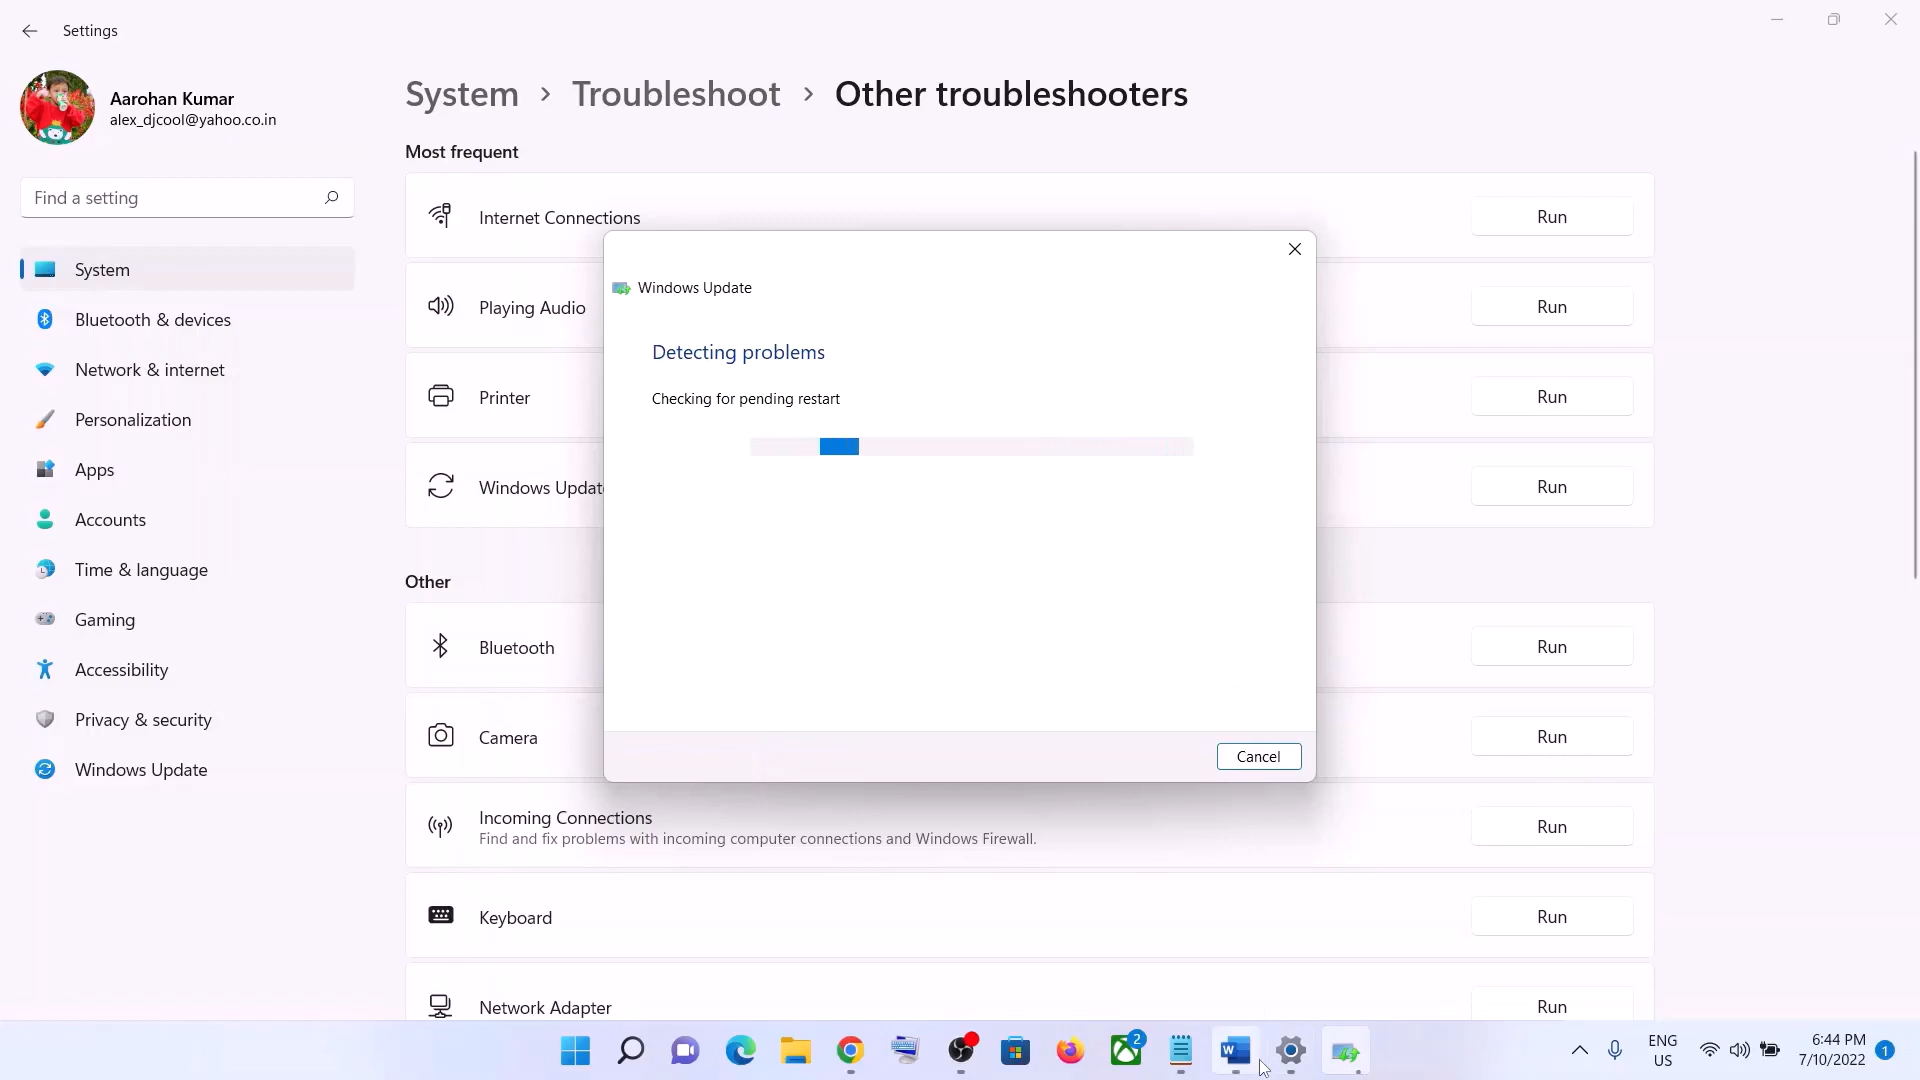 Settings
Aarohan Kumar
alex_djcool@yahoo.co.in
Find a setting
System
Bluetooth & devices
Network & internet
Personalization
Apps
Accounts
Time & language
Gaming
Accessibility
Privacy & security
Windows Update
System > Troubleshoot > Other troubleshooters
Most frequent
Internet Connections
Run
Playing Audio
Run
Printer
Run
Windows Updat
Run
Windows Update
Detecting problems
Checking for pending restart
Cancel
Other
Bluetooth
Run
Camera
Run
Incoming Connections
Find and fix problems with incoming computer connections and Windows Firewall.
Run
Keyboard
Run
Network Adapter
Run
2
W
ENG
US
6:44 PM
7/10/2022
1